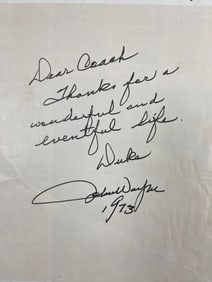 Dear Coach
Thanks for a
wonderful and
eventful life.
Duke
John Wayne
1973